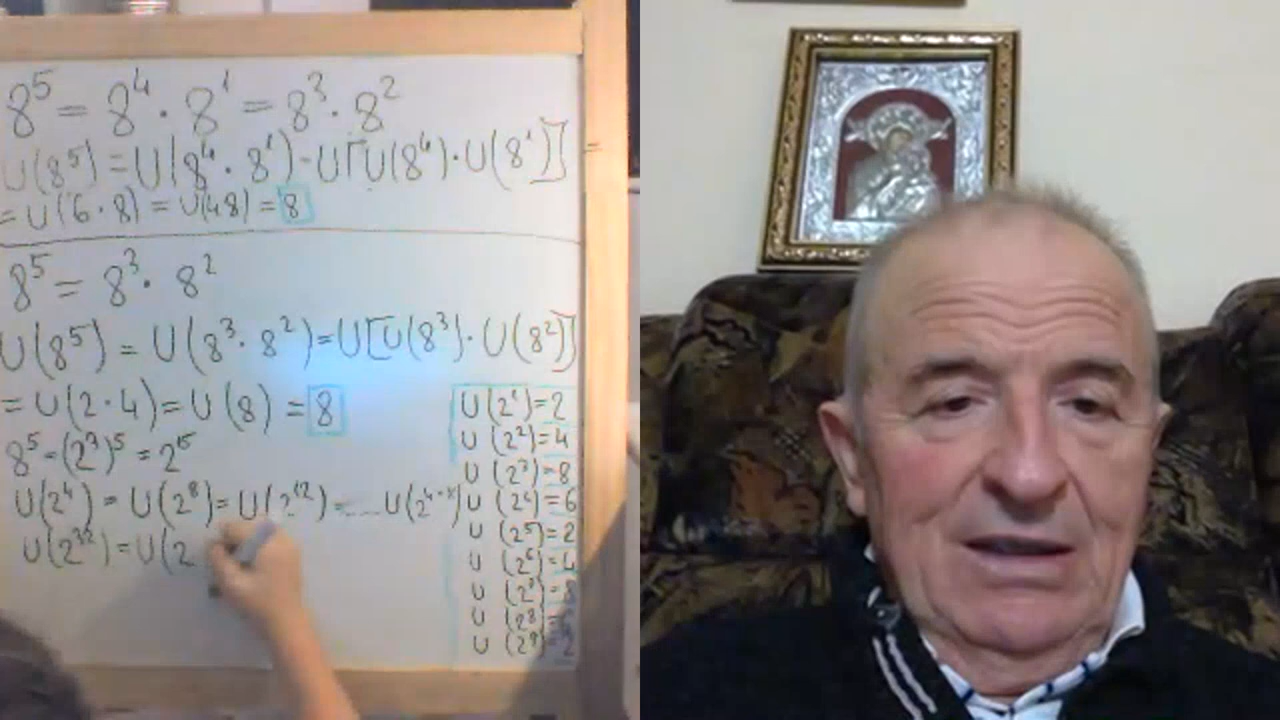 8⁵ = 8⁴ · 8¹ = 8³ · 8²
U(8⁵) = U(8⁴ · 8¹) = U[U(8⁴) · U(8¹)] =
= U(6 · 8) = U(48) = 8
8⁵ = 8³ · 8²
U(8⁵) = U(8³ · 8²) = U[U(8³) · U(8²)]
= U(2 · 4) = U(8) = 8
8⁵ = (2³)⁵ = 2¹⁵
U(2⁴) = U(2⁸) = U(2¹²) = ....
U(2³²) = U(2
U(2¹) = 2
U(2²) = 4
U(2³) = 8
U(2⁴) = 6
U(2⁵) = 2
U(2⁶) = 4
U(2⁷) = 8
U(2⁸) =
U(2⁹) = 2